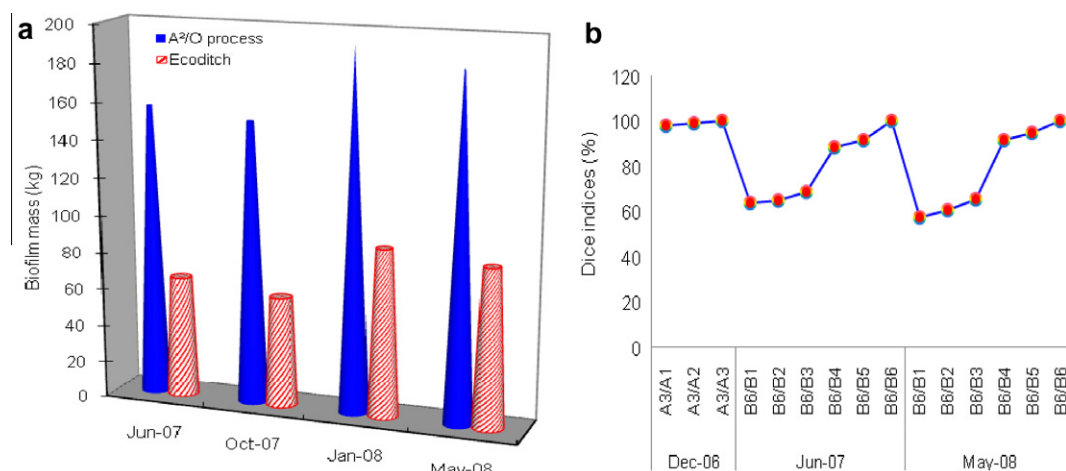 a
200
180
160
140
120
100
80
60
40
20
0
Biofilm mass (kg)
A²/O process
Ecoditch
Jun-07
Oct-07
Jan-08
May-08
b
120
100
80
60
40
20
0
Dice indices (%)
A3/A1
A3/A2
A3/A3
B6/B1
B6/B2
B6/B3
B6/B4
B6/B5
B6/B6
B6/B1
B6/B2
B6/B3
B6/B4
B6/B5
B6/B6
Dec-06
Jun-07
May-08